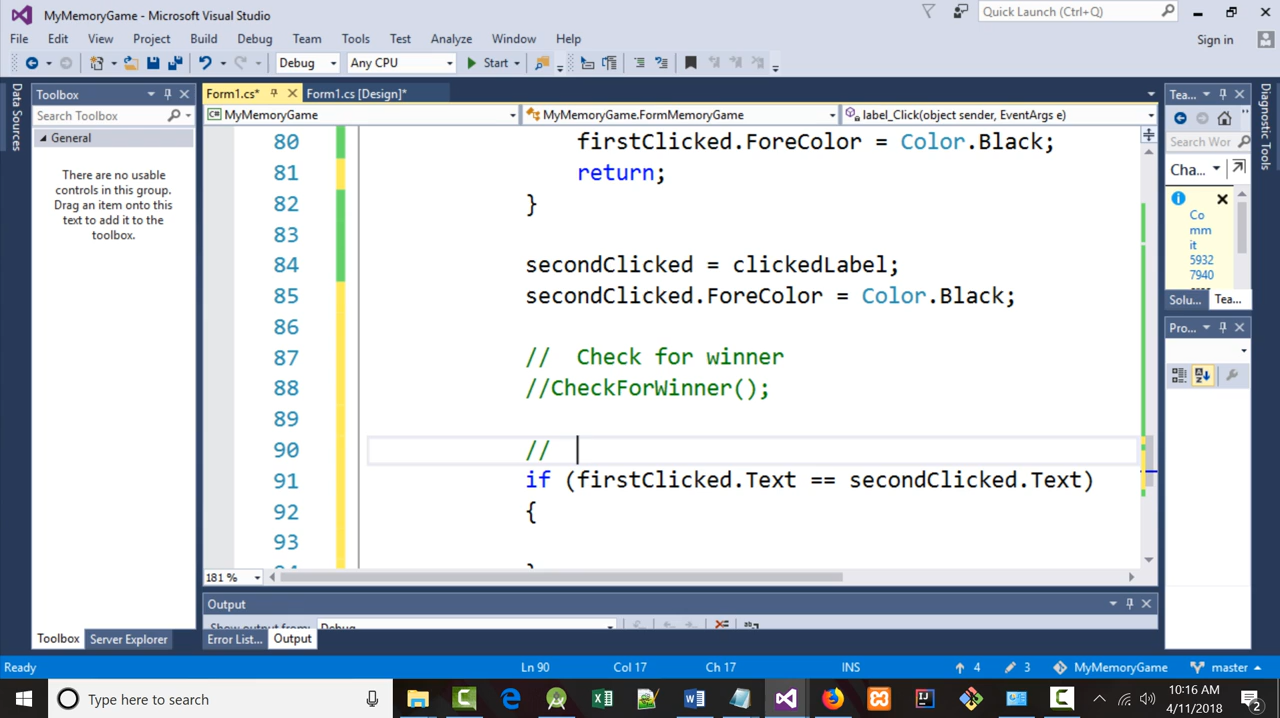 MyMemoryGame - Microsoft Visual Studio
Quick Launch (Ctrl+Q)
File Edit View Project Build Debug Team Tools Test Analyze Window Help
Sign in
Debug Any CPU Start
Data Sources
Toolbox
Search Toolbox
General
There are no usable
controls in this group.
Drag an item onto this
text to add it to the
toolbox.
Form1.cs* Form1.cs [Design]*
MyMemoryGame MyMemoryGame.FormMemoryGame label_Click(object sender, EventArgs e)
80 firstClicked.ForeColor = Color.Black;
81 return;
82 }
83
84 secondClicked = clickedLabel;
85 secondClicked.ForeColor = Color.Black;
86
87 //  Check for winner
88 //CheckForWinner();
89
90 //
91 if (firstClicked.Text == secondClicked.Text)
92 {
93
181 %
Output
Debug
Toolbox Server Explorer Error List... Output
Tea...
Search Wor
Cha...
Co
mm
it
5932
7940
Solu... Tea...
Pro...
Diagnostic Tools
Ready Ln 90 Col 17 Ch 17 INS 4 3 MyMemoryGame master
Type here to search
10:16 AM
4/11/2018
2